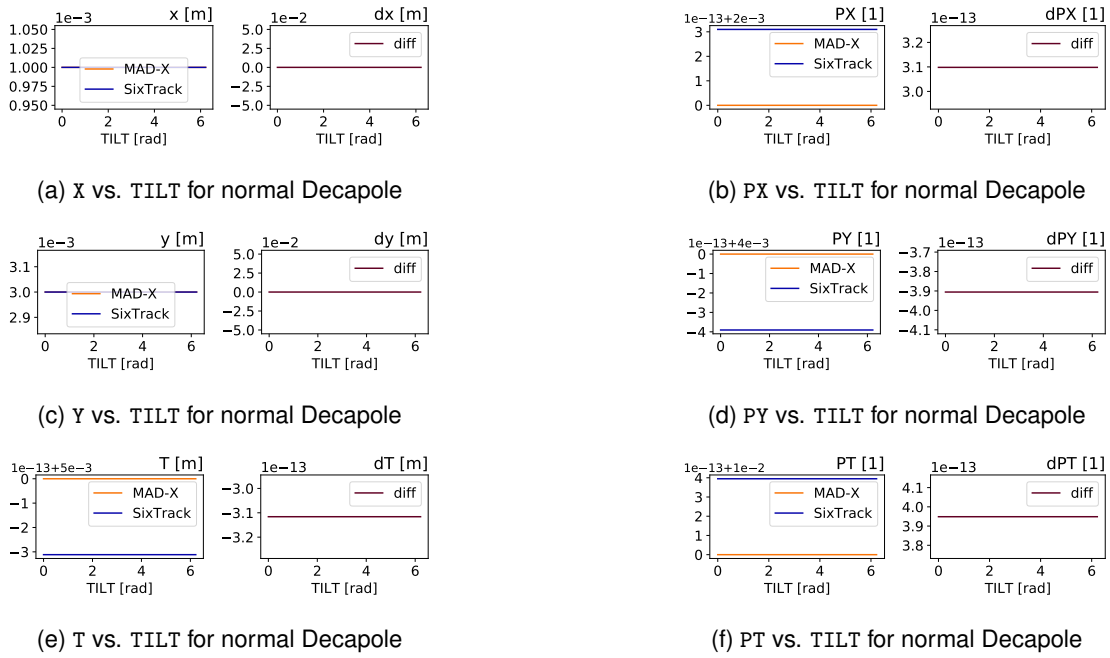 1e−3 x [m]
1.050
1.025
1.000
0.975
0.950
MAD-X
SixTrack
0 2 4 6
TILT [rad]
1e−2 dx [m]
5.0
2.5
0.0
−2.5
−5.0
diff
0 2 4 6
TILT [rad]
(a) X vs. TILT for normal Decapole
1e−13+2e−3 PX [1]
3
2
1
0
MAD-X
SixTrack
0 2 4 6
TILT [rad]
1e−13 dPX [1]
3.2
3.1
3.0
diff
0 2 4 6
TILT [rad]
(b) PX vs. TILT for normal Decapole
1e−3 y [m]
3.1
3.0
2.9
MAD-X
SixTrack
0 2 4 6
TILT [rad]
1e−2 dy [m]
5.0
2.5
0.0
−2.5
−5.0
diff
0 2 4 6
TILT [rad]
(c) Y vs. TILT for normal Decapole
1e−13+4e−3 PY [1]
0
−1
−2
−3
−4
MAD-X
SixTrack
0 2 4 6
TILT [rad]
1e−13 dPY [1]
−3.7
−3.8
−3.9
−4.0
−4.1
diff
0 2 4 6
TILT [rad]
(d) PY vs. TILT for normal Decapole
1e−13+5e−3 T [m]
0
−1
−2
−3
MAD-X
SixTrack
0 2 4 6
TILT [rad]
1e−13 dT [m]
−3.0
−3.1
−3.2
diff
0 2 4 6
TILT [rad]
(e) T vs. TILT for normal Decapole
1e−13+1e−2 PT [1]
4
3
2
1
0
MAD-X
SixTrack
0 2 4 6
TILT [rad]
1e−13 dPT [1]
4.1
4.0
3.9
3.8
diff
0 2 4 6
TILT [rad]
(f) PT vs. TILT for normal Decapole